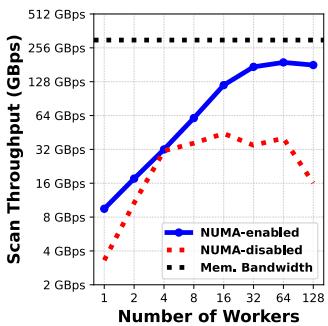 Scan Throughput (GBps)
512 GBps
256 GBps
128 GBps
64 GBps
32 GBps
16 GBps
8 GBps
4 GBps
2 GBps
NUMA-enabled
NUMA-disabled
Mem. Bandwidth
1 2 4 8 16 32 64 128
Number of Workers